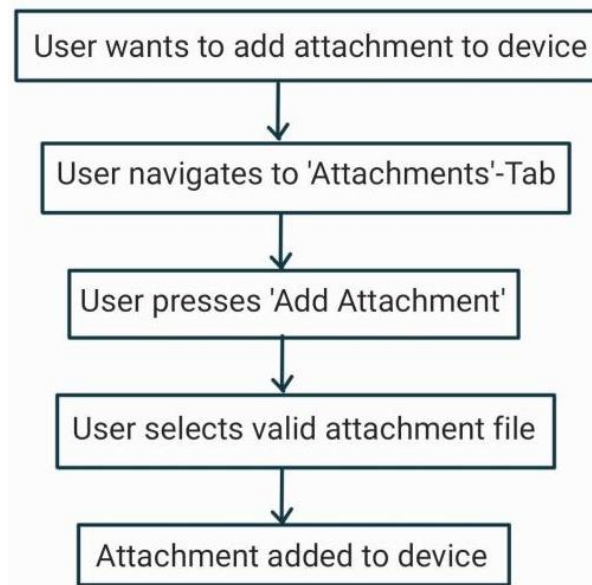 User wants to add attachment to device
User navigates to 'Attachments'-Tab
User presses 'Add Attachment'
User selects valid attachment file
Attachment added to device